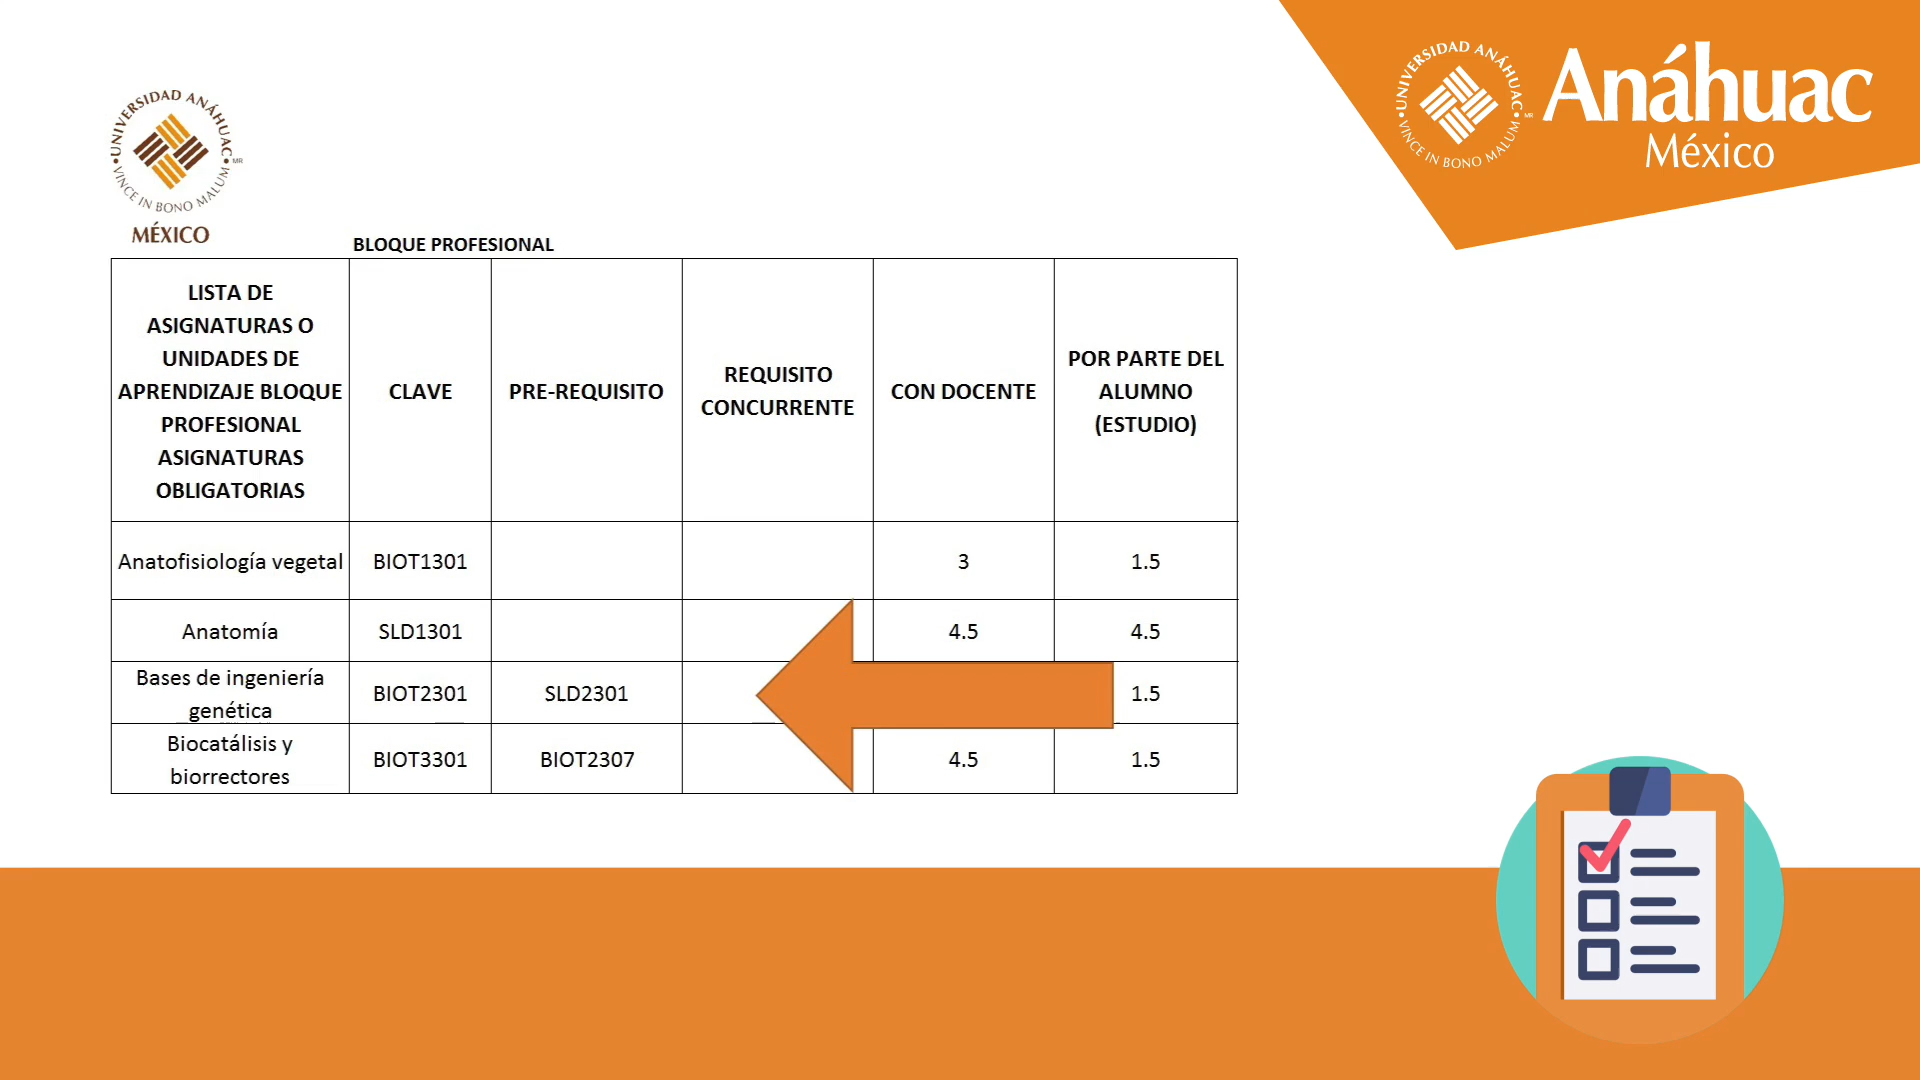 UNIVERSIDAD ANÁHUAC
VINCE IN BONO MALUM
MR
MÉXICO
UNIVERSIDAD ANÁHUAC
VINCE IN BONO MALUM
MR
Anáhuac
México
BLOQUE PROFESIONAL
LISTA DE
ASIGNATURAS O
UNIDADES DE
APRENDIZAJE BLOQUE
PROFESIONAL
ASIGNATURAS
OBLIGATORIAS
CLAVE
PRE-REQUISITO
REQUISITO
CONCURRENTE
CON DOCENTE
POR PARTE DEL
ALUMNO
(ESTUDIO)
Anatofisiología vegetal
BIOT1301
3
1.5
Anatomía
SLD1301
4.5
4.5
Bases de ingeniería
genética
BIOT2301
SLD2301
1.5
Biocatálisis y
biorrectores
BIOT3301
BIOT2307
4.5
1.5